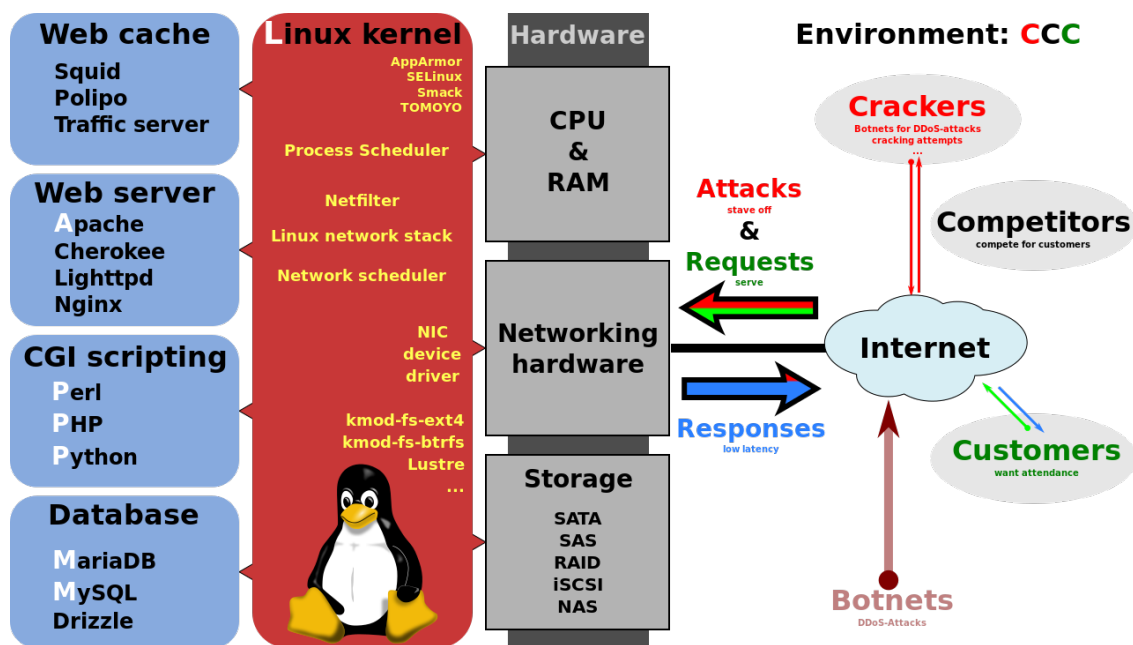 Web cache
Squid
Polipo
Traffic server
Web server
Apache
Cherokee
Lighttpd
Nginx
CGI scripting
Perl
PHP
Python
Database
MariaDB
MySQL
Drizzle
Linux kernel
AppArmor
SELinux
Smack
TOMOYO
Process Scheduler
Netfilter
Linux network stack
Network scheduler
NIC
device
driver
kmod-fs-ext4
kmod-fs-btrfs
Lustre
...
Hardware
CPU
&
RAM
Networking
hardware
Storage
SATA
SAS
RAID
iSCSI
NAS
Attacks
stave off
&
Requests
serve
Responses
low latency
Environment: CCC
Crackers
Botnets for DDoS-attacks
cracking attempts
...
Competitors
compete for customers
Internet
Customers
want attendance
Botnets
DDoS-Attacks